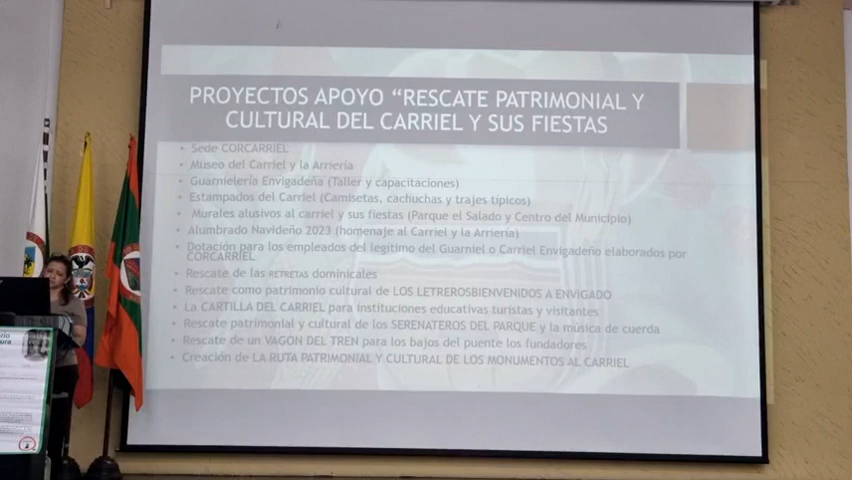 PROYECTOS APOYO “RESCATE PATRIMONIAL Y
CULTURAL DEL CARRIEL Y SUS FIESTAS
• Sede CORCARRIEL
• Museo del Carriel y la Arriería
• Guarnielería Envigadeña (Taller y capacitaciones)
• Estampados del Carriel (Camisetas, cachuchas y trajes típicos)
• Murales alusivos al carriel y sus fiestas (Parque el Salado y Centro del Municipio)
• Alumbrado Navideño 2023 (homenaje al Carriel y la Arriería)
• Dotación para los empleados del legítimo del Guarniel o Carriel Envigadeño elaborados por
CORCARRIEL
• Rescate de las RETRETAS dominicales
• Rescate como patrimonio cultural de LOS LETREROSBIENVENIDOS A ENVIGADO
• La CARTILLA DEL CARRIEL para instituciones educativas turistas y visitantes
• Rescate patrimonial y cultural de los SERENATEROS DEL PARQUE y la música de cuerda
• Rescate de un VAGON DEL TREN para los bajos del puente los fundadores
• Creación de LA RUTA PATRIMONIAL Y CULTURAL DE LOS MONUMENTOS AL CARRIEL